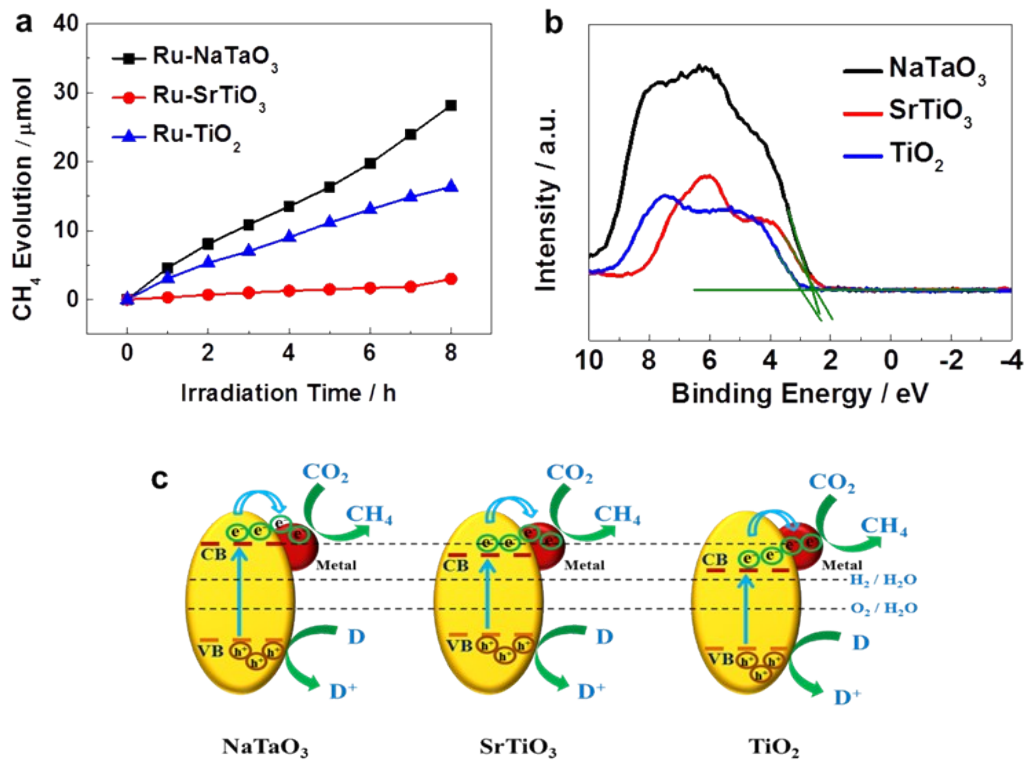 a
40
30
20
10
0
CH₄ Evolution / μmol
Ru-NaTaO₃
Ru-SrTiO₃
Ru-TiO₂
0 2 4 6 8
Irradiation Time / h
b
Intensity / a.u.
NaTaO₃
SrTiO₃
TiO₂
10 8 6 4 2 0 -2 -4
Binding Energy / eV
c
CO₂
CH₄
e⁻ e⁻ e⁻ e⁻
CB
Metal
VB
h⁺ h⁺ h⁺
D
D⁺
NaTaO₃
CO₂
CH₄
e⁻ e⁻ e⁻ e⁻
CB
Metal
VB
h⁺ h⁺ h⁺
D
D⁺
SrTiO₃
CO₂
CH₄
e⁻ e⁻ e⁻ e⁻
CB
Metal
H₂ / H₂O
O₂ / H₂O
VB
h⁺ h⁺ h⁺
D
D⁺
TiO₂